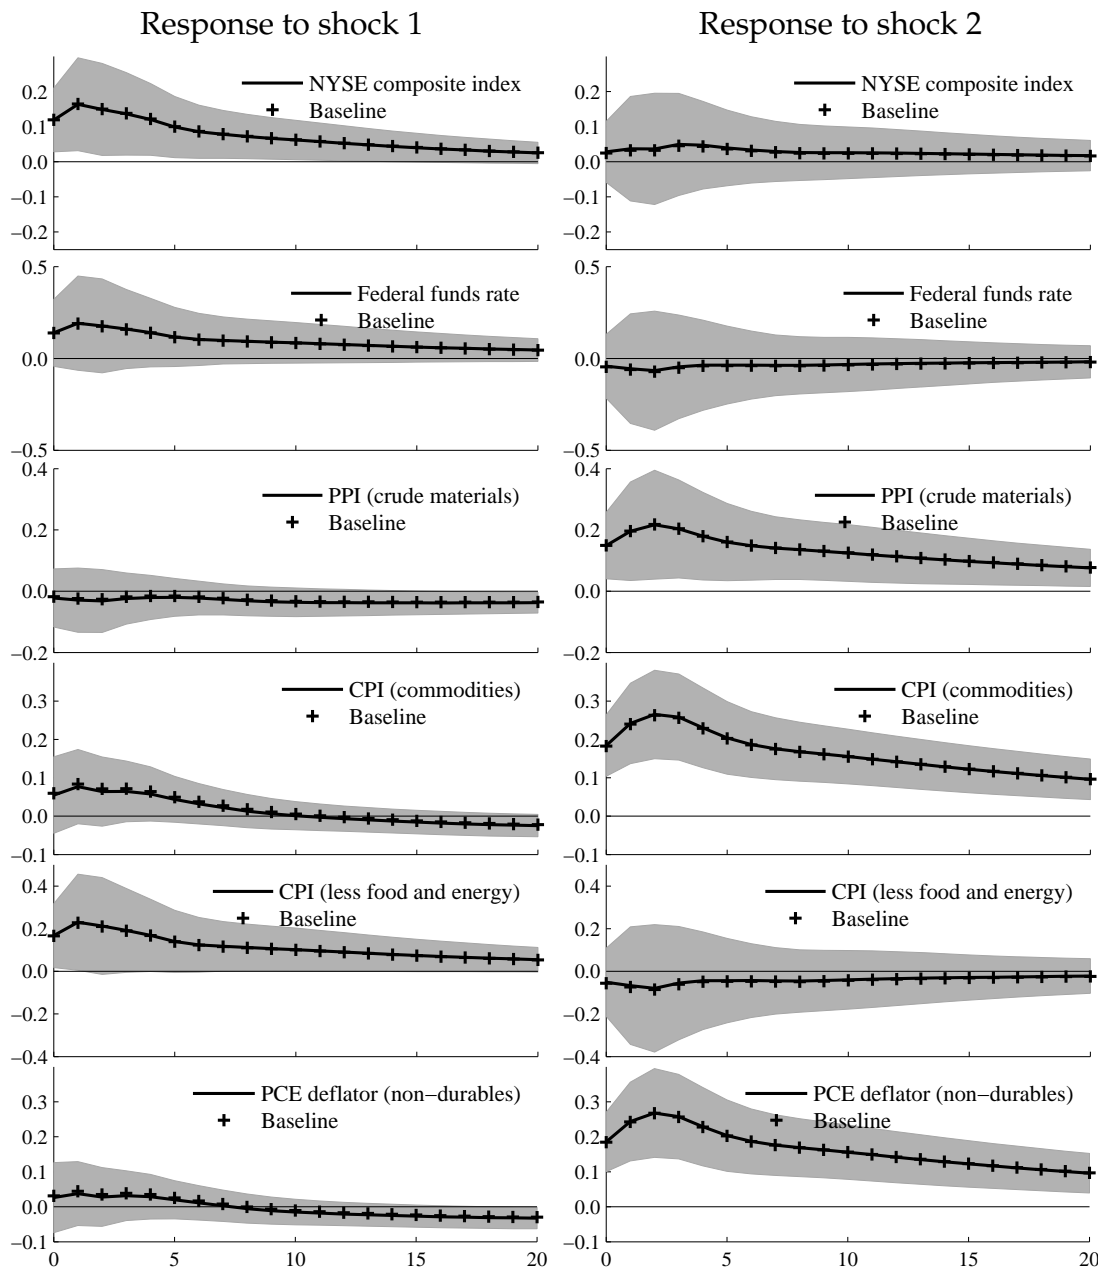 Response to shock 1
Response to shock 2
NYSE composite index
Baseline
0.2
0.1
0.0
−0.1
−0.2
NYSE composite index
Baseline
0.2
0.1
0.0
−0.1
−0.2
Federal funds rate
Baseline
0.5
0.0
−0.5
Federal funds rate
Baseline
0.5
0.0
−0.5
PPI (crude materials)
Baseline
0.4
0.2
0.0
−0.2
PPI (crude materials)
Baseline
0.4
0.2
0.0
−0.2
CPI (commodities)
Baseline
0.3
0.2
0.1
0.0
−0.1
CPI (commodities)
Baseline
0.3
0.2
0.1
0.0
−0.1
CPI (less food and energy)
Baseline
0.4
0.2
0.0
−0.2
−0.4
CPI (less food and energy)
Baseline
0.4
0.2
0.0
−0.2
−0.4
PCE deflator (non−durables)
Baseline
0.3
0.2
0.1
0.0
−0.1
0 5 10 15 20
PCE deflator (non−durables)
Baseline
0.3
0.2
0.1
0.0
−0.1
0 5 10 15 20